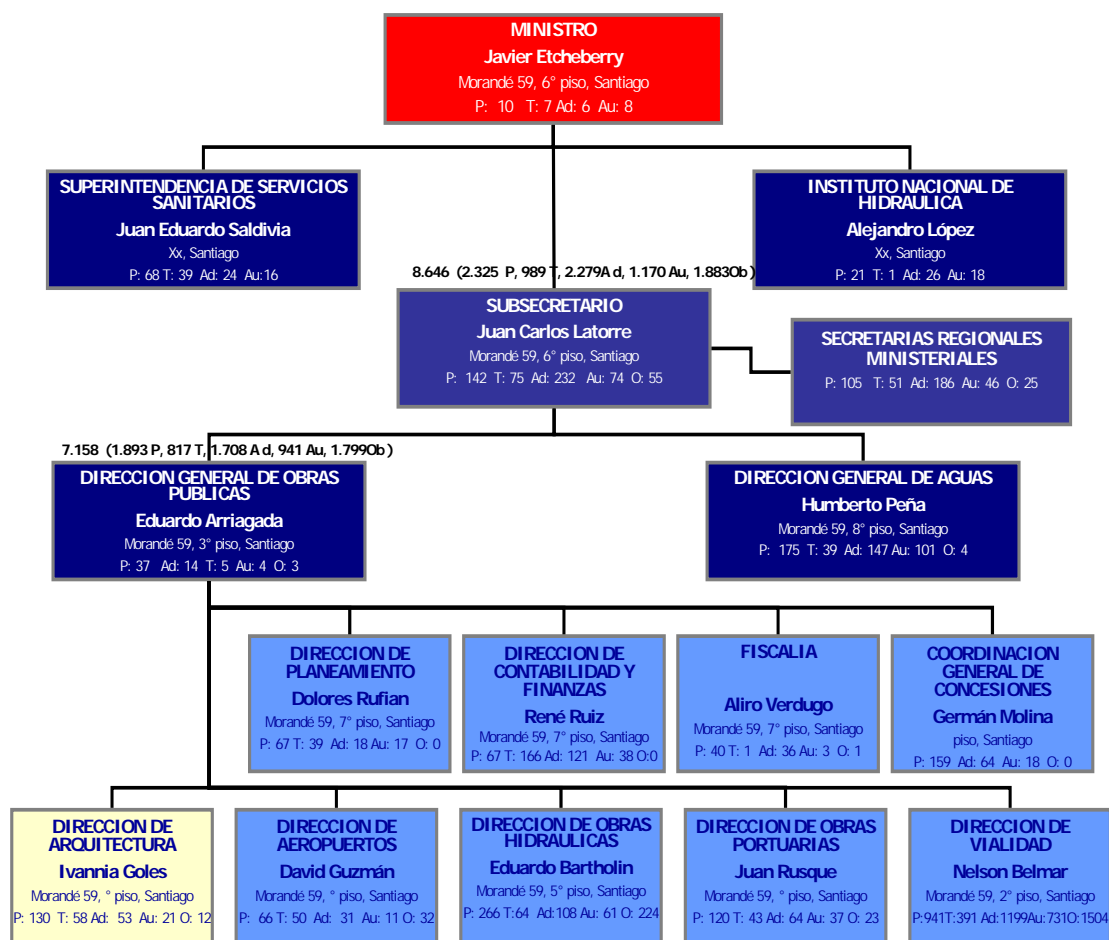 MINISTRO
Javier Etcheberry
Morandé 59, 6° piso, Santiago
P: 10 T: 7 Ad: 6 Au: 8
SUPERINTENDENCIA DE SERVICIOS
SANITARIOS
Juan Eduardo Saldivia
Xx, Santiago
P: 68 T: 39 Ad: 24 Au:16
INSTITUTO NACIONAL DE
HIDRAULICA
Alejandro López
Xx, Santiago
P: 21 T: 1 Ad: 26 Au: 18
8.646 (2.325 P, 989 T, 2.279Ad, 1.170 Au, 1.883Ob)
SUBSECRETARIO
Juan Carlos Latorre
Morandé 59, 6° piso, Santiago
P: 142 T: 75 Ad: 232 Au: 74 O: 55
SECRETARIAS REGIONALES
MINISTERIALES
P: 105 T: 51 Ad: 186 Au: 46 O: 25
7.158 (1.893 P, 817 T, 1.708 Ad, 941 Au, 1.799Ob)
DIRECCION GENERAL DE OBRAS
PUBLICAS
Eduardo Arriagada
Morandé 59, 3° piso, Santiago
P: 37 Ad: 14 T: 5 Au: 4 O: 3
DIRECCION GENERAL DE AGUAS
Humberto Peña
Morandé 59, 8° piso, Santiago
P: 175 T: 39 Ad: 147 Au: 101 O: 4
DIRECCION DE
PLANEAMIENTO
Dolores Rufian
Morandé 59, 7° piso, Santiago
P: 67 T: 39 Ad: 18 Au: 17 O: 0
DIRECCION DE
CONTABILIDAD Y
FINANZAS
René Ruiz
Morandé 59, 7° piso, Santiago
P: 67 T: 166 Ad: 121 Au: 38 O:0
FISCALIA
Aliro Verdugo
Morandé 59, 7° piso, Santiago
P: 40 T: 1 Ad: 36 Au: 3 O: 1
COORDINACION
GENERAL DE
CONCESIONES
Germán Molina
piso, Santiago
P: 159 Ad: 64 Au: 18 O: 0
DIRECCION DE
ARQUITECTURA
Ivannia Goles
Morandé 59, ° piso, Santiago
P: 130 T: 58 Ad: 53 Au: 21 O: 12
DIRECCION DE
AEROPUERTOS
David Guzmán
Morandé 59, ° piso, Santiago
P: 66 T: 50 Ad: 31 Au: 11 O: 32
DIRECCION DE OBRAS
HIDRAULICAS
Eduardo Bartholin
Morandé 59, 5° piso, Santiago
P: 266 T:64 Ad:108 Au: 61 O: 224
DIRECCION DE OBRAS
PORTUARIAS
Juan Rusque
Morandé 59, ° piso, Santiago
P: 120 T: 43 Ad: 64 Au: 37 O: 23
DIRECCION DE
VIALIDAD
Nelson Belmar
Morandé 59, 2° piso, Santiago
P:941T:391 Ad:1199Au:731O:1504